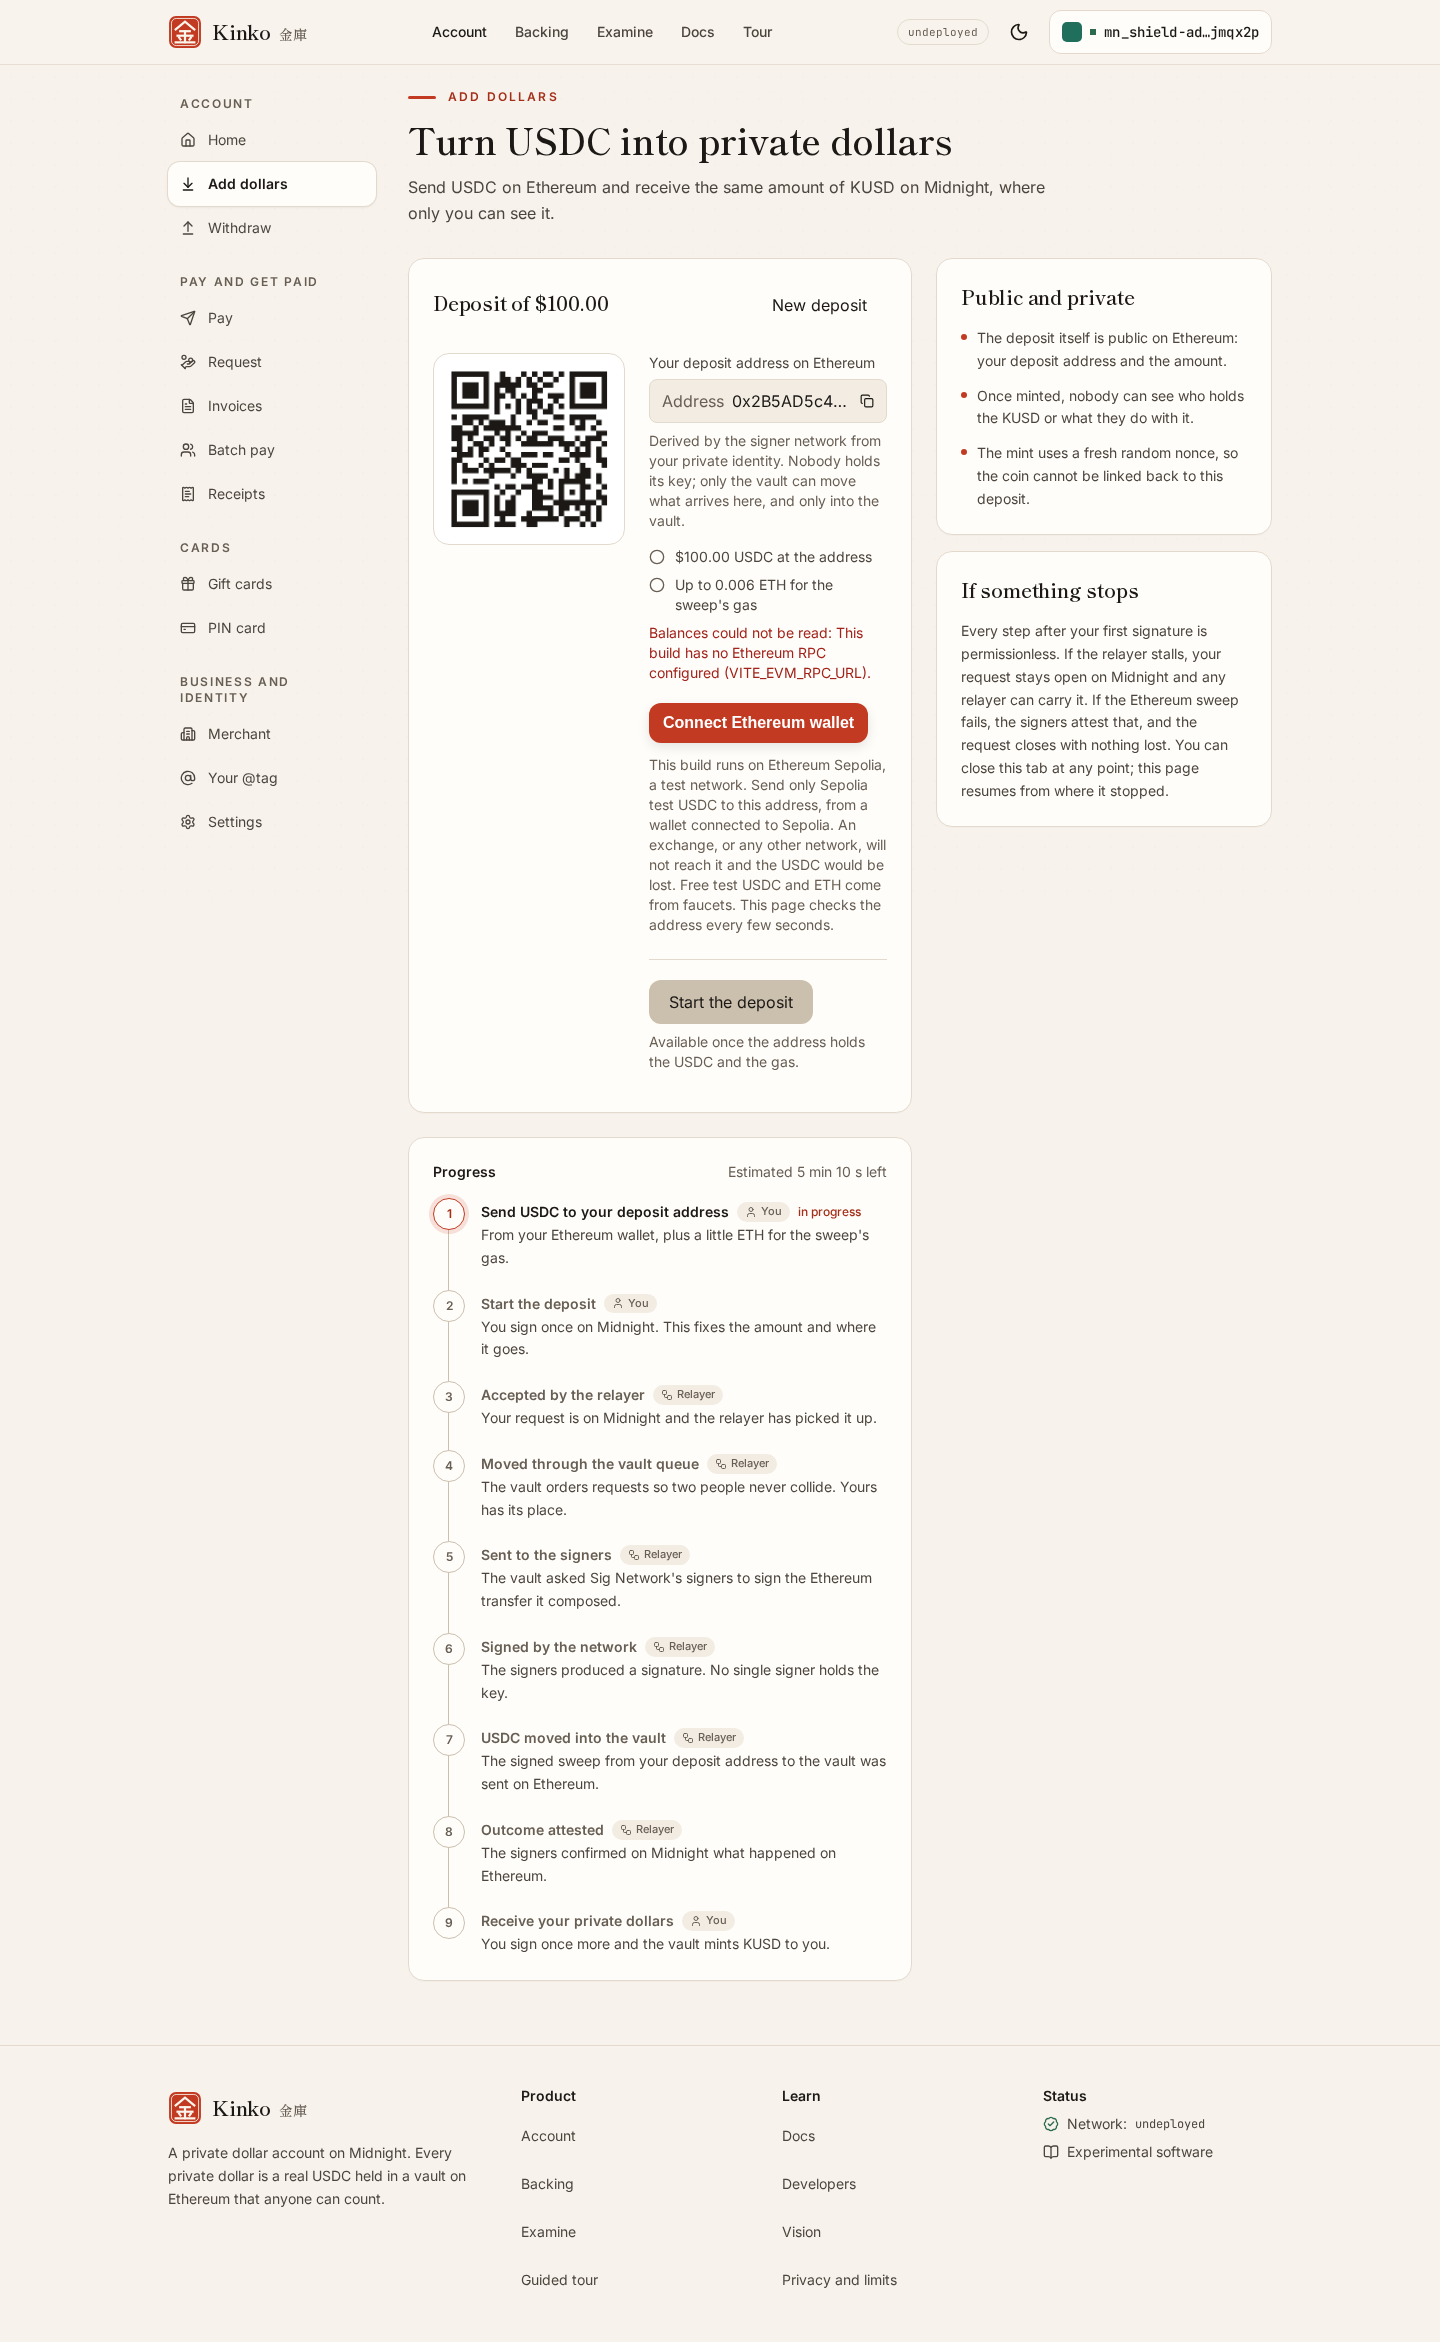 Kinko 金庫
Account
Backing
Examine
Docs
Tour
undeployed
mn_shield-ad…jmqx2p
ACCOUNT
Home
Add dollars
Withdraw
PAY AND GET PAID
Pay
Request
Invoices
Batch pay
Receipts
CARDS
Gift cards
PIN card
BUSINESS AND
IDENTITY
Merchant
Your @tag
Settings
ADD DOLLARS
Turn USDC into private dollars
Send USDC on Ethereum and receive the same amount of KUSD on Midnight, where
only you can see it.
Deposit of $100.00
New deposit
Your deposit address on Ethereum
Address 0x2B5AD5c4…
Derived by the signer network from
your private identity. Nobody holds
its key; only the vault can move
what arrives here, and only into the
vault.
$100.00 USDC at the address
Up to 0.006 ETH for the
sweep's gas
Balances could not be read: This
build has no Ethereum RPC
configured (VITE_EVM_RPC_URL).
Connect Ethereum wallet
This build runs on Ethereum Sepolia,
a test network. Send only Sepolia
test USDC to this address, from a
wallet connected to Sepolia. An
exchange, or any other network, will
not reach it and the USDC would be
lost. Free test USDC and ETH come
from faucets. This page checks the
address every few seconds.
Start the deposit
Available once the address holds
the USDC and the gas.
Public and private
The deposit itself is public on Ethereum:
your deposit address and the amount.
Once minted, nobody can see who holds
the KUSD or what they do with it.
The mint uses a fresh random nonce, so
the coin cannot be linked back to this
deposit.
If something stops
Every step after your first signature is
permissionless. If the relayer stalls, your
request stays open on Midnight and any
relayer can carry it. If the Ethereum sweep
fails, the signers attest that, and the
request closes with nothing lost. You can
close this tab at any point; this page
resumes from where it stopped.
Progress
Estimated 5 min 10 s left
1
Send USDC to your deposit address You in progress
From your Ethereum wallet, plus a little ETH for the sweep's
gas.
2
Start the deposit You
You sign once on Midnight. This fixes the amount and where
it goes.
3
Accepted by the relayer Relayer
Your request is on Midnight and the relayer has picked it up.
4
Moved through the vault queue Relayer
The vault orders requests so two people never collide. Yours
has its place.
5
Sent to the signers Relayer
The vault asked Sig Network's signers to sign the Ethereum
transfer it composed.
6
Signed by the network Relayer
The signers produced a signature. No single signer holds the
key.
7
USDC moved into the vault Relayer
The signed sweep from your deposit address to the vault was
sent on Ethereum.
8
Outcome attested Relayer
The signers confirmed on Midnight what happened on
Ethereum.
9
Receive your private dollars You
You sign once more and the vault mints KUSD to you.
Kinko 金庫
A private dollar account on Midnight. Every
private dollar is a real USDC held in a vault on
Ethereum that anyone can count.
Product
Account
Backing
Examine
Guided tour
Learn
Docs
Developers
Vision
Privacy and limits
Status
Network: undeployed
Experimental software